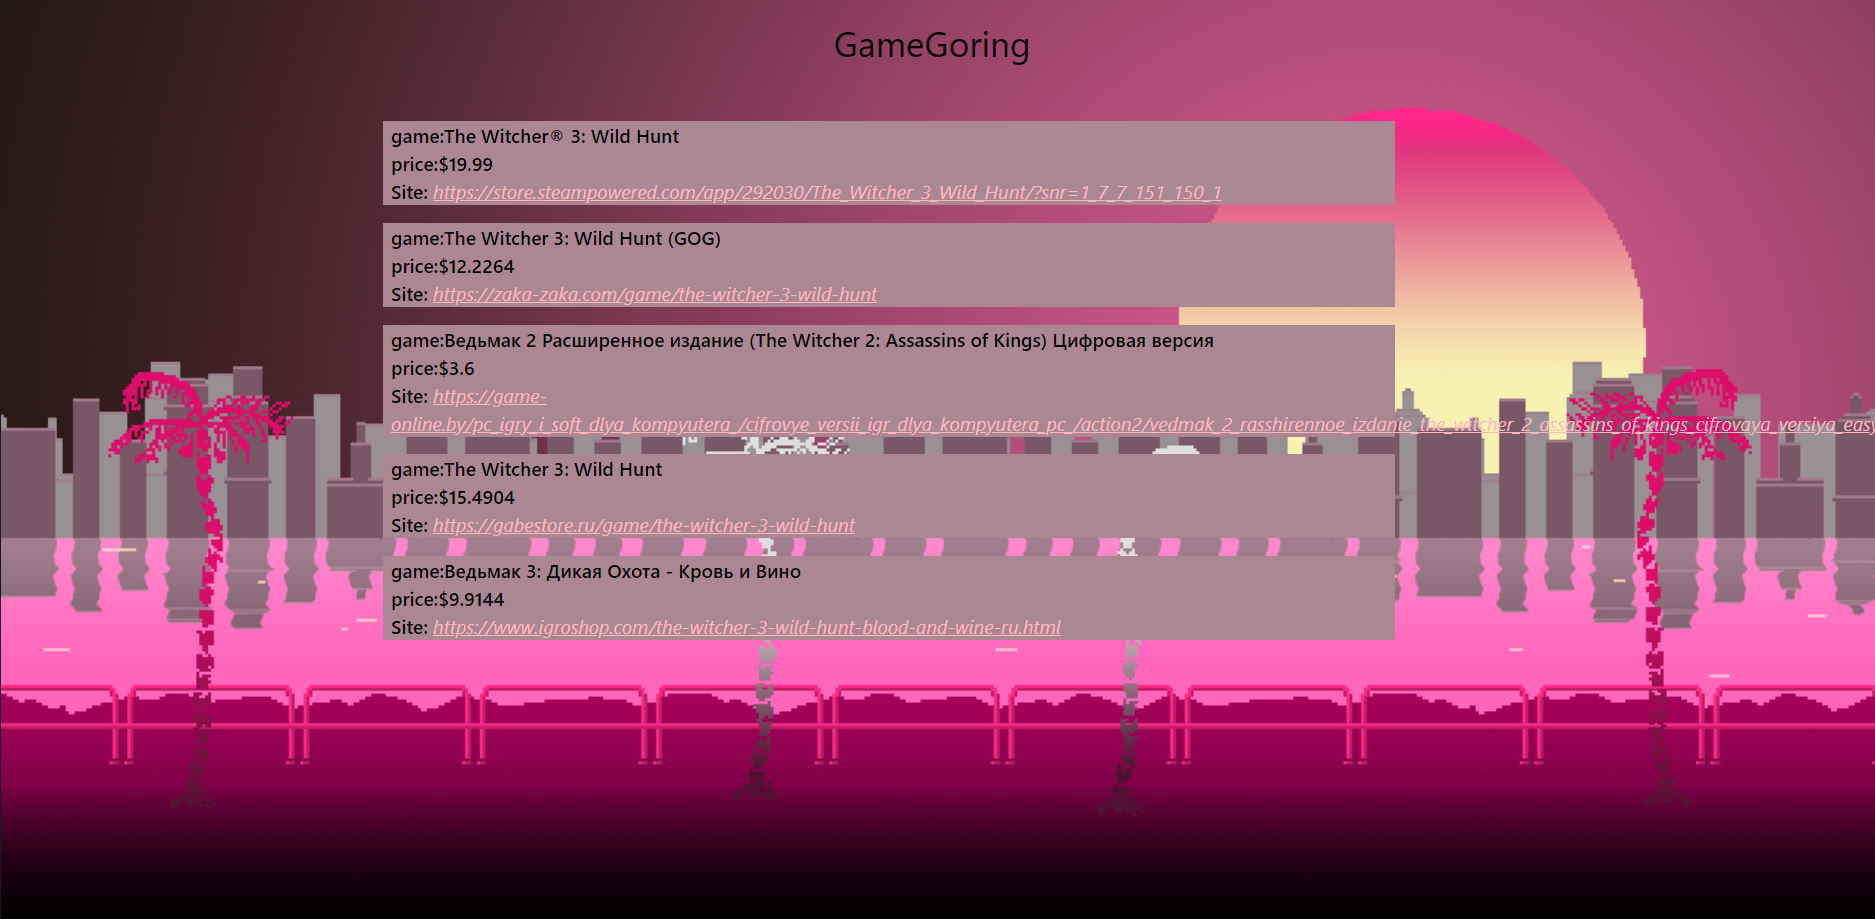 GameGoring
game:The Witcher® 3: Wild Hunt
price:$19.99
Site: https://store.steampowered.com/app/292030/The_Witcher_3_Wild_Hunt/?snr=1_7_7_151_150_1
game:The Witcher 3: Wild Hunt (GOG)
price:$12.2264
Site: https://zaka-zaka.com/game/the-witcher-3-wild-hunt
game:Ведьмак 2 Расширенное издание (The Witcher 2: Assassins of Kings) Цифровая версия
price:$3.6
Site: https://game-
online.by/pc_igry_i_soft_dlya_kompyutera_/cifrovye_versii_igr_dlya_kompyutera_pc_/action2/vedmak_2_rasshirennoe_izdanie_the_witcher_2_assassins_of_kings_cifrovaya_versiya_easy
game:The Witcher 3: Wild Hunt
price:$15.4904
Site: https://gabestore.ru/game/the-witcher-3-wild-hunt
game:Ведьмак 3: Дикая Охота - Кровь и Вино
price:$9.9144
Site: https://www.igroshop.com/the-witcher-3-wild-hunt-blood-and-wine-ru.html